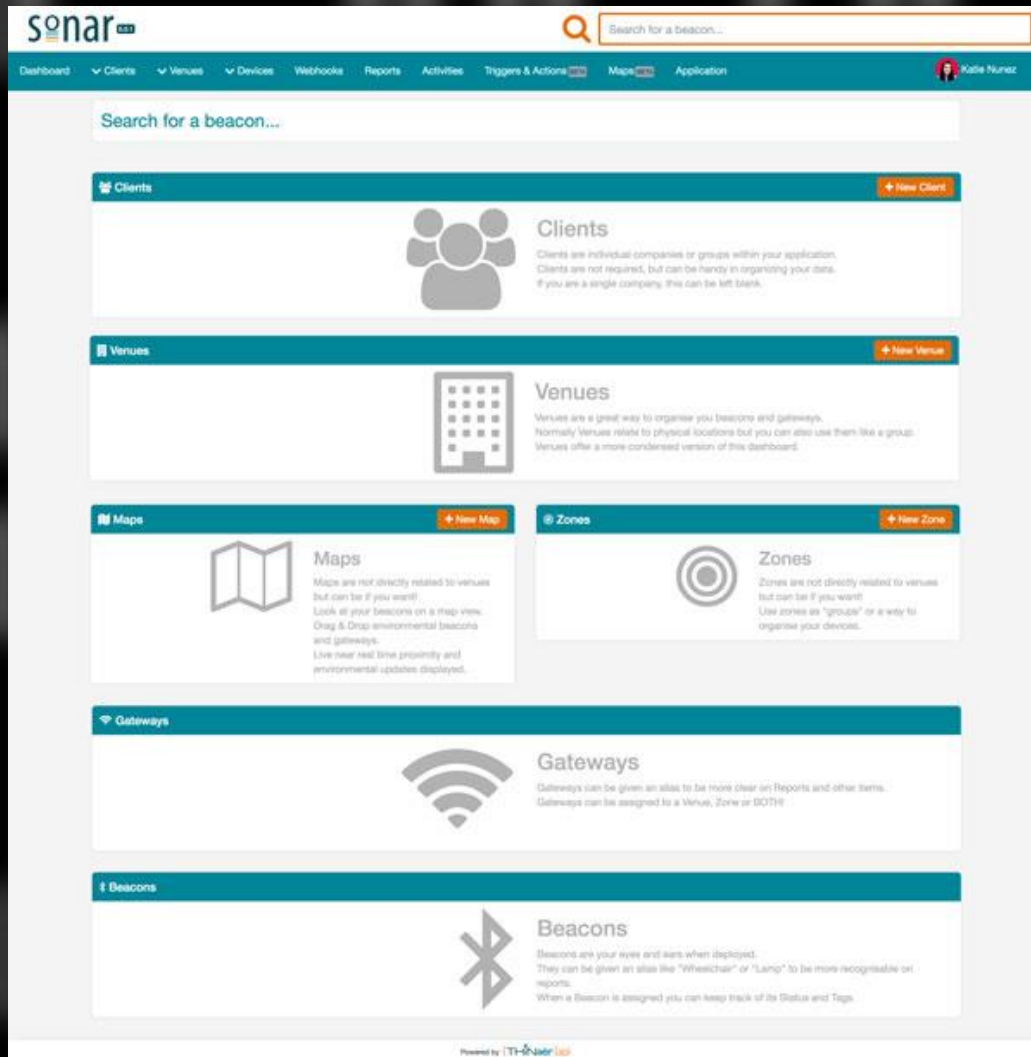 sonar
Search for a beacon...
Dashboard Clients Venues Devices Webhooks Reports Activities Triggers & Actions BETA Maps BETA Application Katie Nunez
Search for a beacon...
Clients + New Client
Clients
Clients are individual companies or groups within your application.
Clients are not required, but can be handy in organizing your data.
If you are a single company, this can be left blank.
Venues + New Venue
Venues
Venues are a great way to organise you beacons and gateways.
Normally Venues relate to physical locations but you can also use them like a group.
Venues offer a more condensed version of this dashboard.
Maps + New Map
Maps
Maps are not directly related to venues
but can be if you want!
Look at your beacons on a map view.
Drag & Drop environmental beacons
and gateways.
Live near real time proximity and
environmental updates displayed.
Zones + New Zone
Zones
Zones are not directly related to venues
but can be if you want!
Use zones as "groups" or a way to
organise your devices.
Gateways
Gateways
Gateways can be given an alias to be more clear on Reports and other items.
Gateways can be assigned to a Venue, Zone or BOTH!
Beacons
Beacons
Beacons are your eyes and ears when deployed.
They can be given an alias like "Wheelchair" or "Lamp" to be more recognisable on
reports.
When a Beacon is assigned you can keep track of its Status and Tags.
Powered by THiNaer